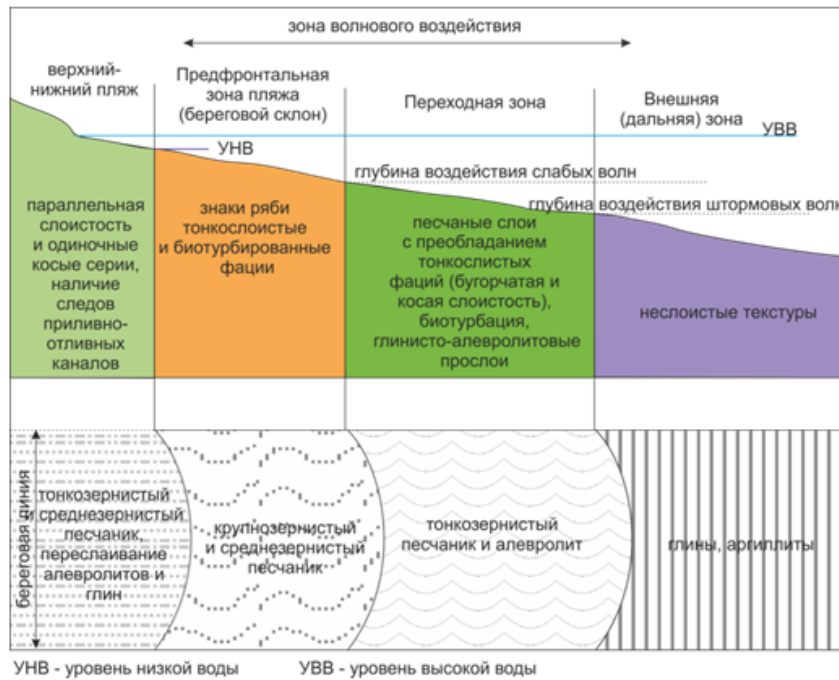 зона волнового воздействия
верхний-
нижний пляж
Предфронтальная
зона пляжа
(береговой склон)
Переходная зона
Внешняя
(дальняя) зона
УВВ
УНВ
глубина воздействия слабых волн
глубина воздействия штормовых волн
параллельная
слоистость
и одиночные
косые серии,
наличие
следов
приливно-
отливных
каналов
знаки ряби
тонкослоистые
и биотурбированные
фации
песчаные слои
с преобладанием
тонкослистых
фаций (бугорчатая и
косая слоистость),
биотурбация,
глинисто-алевролитовые
прослои
неслоистые текстуры
береговая линия
тонкозернистый
и среднезернистый
песчаник,
переслаивание
алевролитов и
глин
крупнозернистый
и среднезернистый
песчаник
тонкозернистый
песчаник и алевролит
глины, аргиллиты
УНВ - уровень низкой воды
УВВ - уровень высокой воды